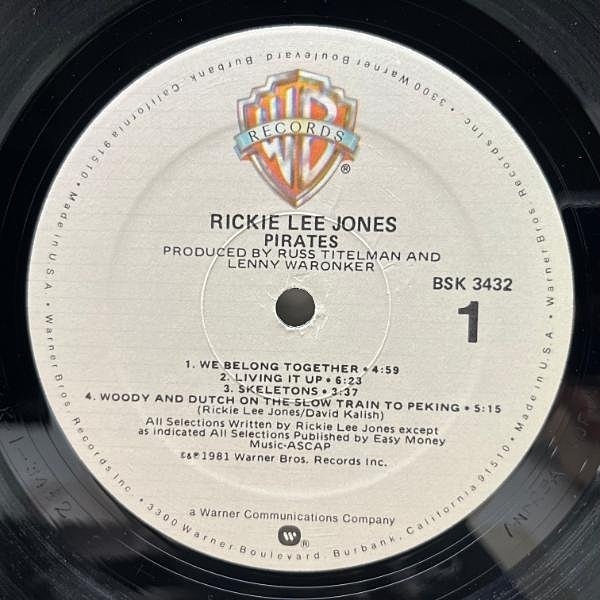 WB
RECORDS
®
RICKIE LEE JONES
PIRATES
PRODUCED BY RUSS TITELMAN AND
LENNY WARONKER
BSK 3432
1
1. WE BELONG TOGETHER • 4:59
2. LIVING IT UP • 6:23
3. SKELETONS • 3:37
4. WOODY AND DUTCH ON THE SLOW TRAIN TO PEKING • 5:15
(Rickie Lee Jones/David Kalish)
All Selections Written by Rickie Lee Jones except
as indicated All Selections Published by Easy Money
Music-ASCAP
©&℗1981 Warner Bros. Records Inc.
a Warner Communications Company
®
Warner Bros. Records Inc. • 3300 Warner Boulevard, Burbank, California 91510 • Made in U.S.A. •
Warner Bros. Records Inc. • 3300 Warner Boulevard, Burbank, California 91510 • Made in U.S.A. •